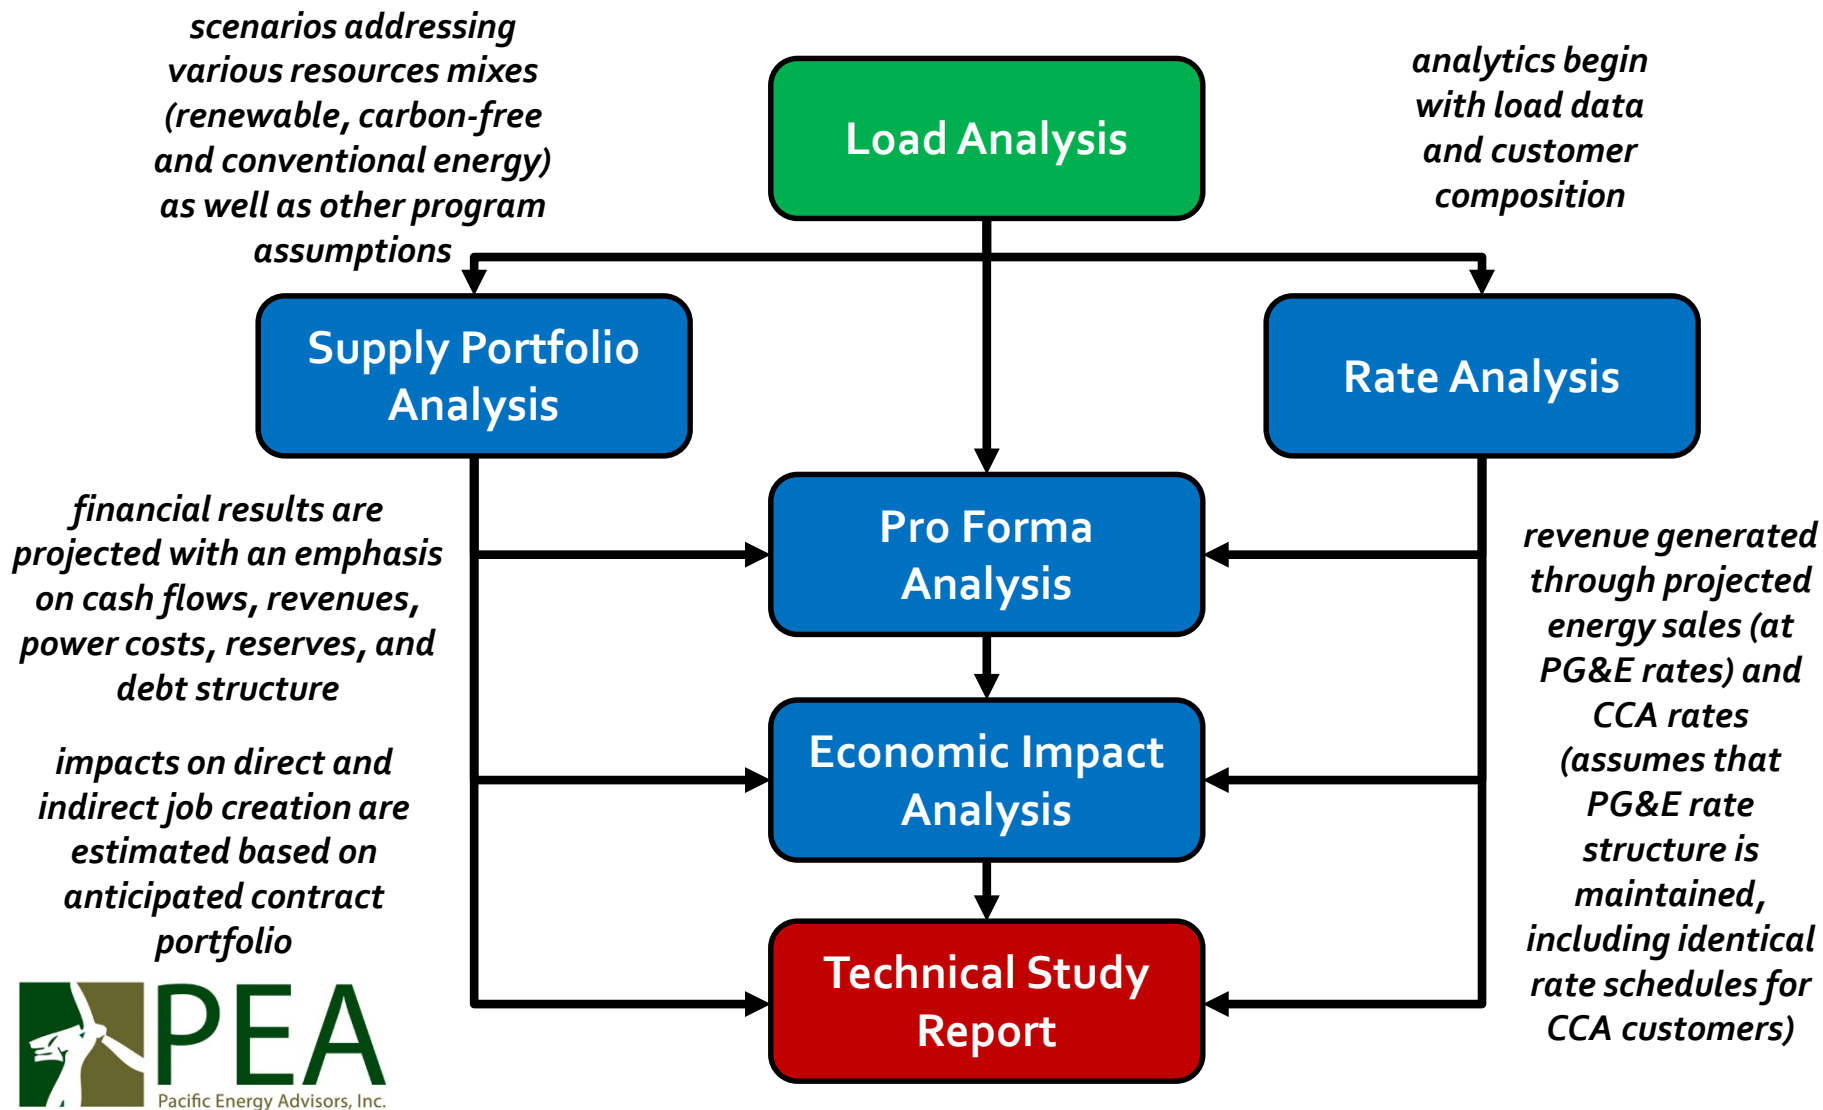 scenarios addressing
various resources mixes
(renewable, carbon-free
and conventional energy)
as well as other program
assumptions
Load Analysis
analytics begin
with load data
and customer
composition
Supply Portfolio
Analysis
Rate Analysis
financial results are
projected with an emphasis
on cash flows, revenues,
power costs, reserves, and
debt structure
Pro Forma
Analysis
revenue generated
through projected
energy sales (at
PG&E rates) and
CCA rates
(assumes that
PG&E rate
structure is
maintained,
including identical
rate schedules for
CCA customers)
impacts on direct and
indirect job creation are
estimated based on
anticipated contract
portfolio
Economic Impact
Analysis
Technical Study
Report
PEA
Pacific Energy Advisors, Inc.